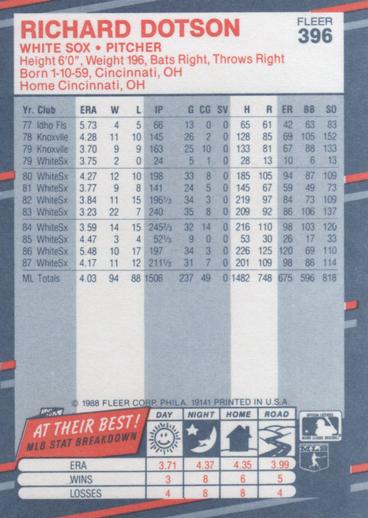 RICHARD DOTSON
FLEER
396
WHITE SOX • PITCHER
Height 6'0", Weight 196, Bats Right, Throws Right
Born 1-10-59, Cincinnati, OH
Home Cincinnati, OH
Yr. Club ERA W L IP G CG SV H R ER BB SO
77 Idho Fls 5.73 4 5 66 13 0 0 65 61 42 63 83
78 Knoxvlle 4.28 11 10 145 26 2 0 128 85 69 105 152
79 Knoxvlle 3.70 9 9 163 25 10 0 133 81 67 88 133
79 WhiteSx 3.75 2 0 24 5 1 0 28 13 10 6 13
80 WhiteSx 4.27 12 10 198 33 8 0 185 105 94 87 109
81 WhiteSx 3.77 9 8 141 24 5 0 145 67 59 49 73
82 WhiteSx 3.84 11 15 196⅔ 34 3 0 219 97 84 73 109
83 WhiteSx 3.23 22 7 240 35 8 0 209 92 86 106 137
84 WhiteSx 3.59 14 15 245⅔ 32 14 0 216 110 98 103 120
85 WhiteSx 4.47 3 4 52⅓ 9 0 0 53 30 26 17 33
86 WhiteSx 5.48 10 17 197 34 3 0 226 125 120 69 110
87 WhiteSx 4.17 11 12 211⅓ 31 7 0 201 109 98 86 114
ML Totals 4.03 94 88 1506 237 49 0 1482 748 675 596 818
© 1988 FLEER CORP. PHILA. 19141 PRINTED IN U.S.A.
AT THEIR BEST!
MLB STAT BREAKDOWN
DAY NIGHT HOME ROAD
ERA 3.71 4.37 4.35 3.99
WINS 3 8 6 5
LOSSES 4 8 8 4
MLB